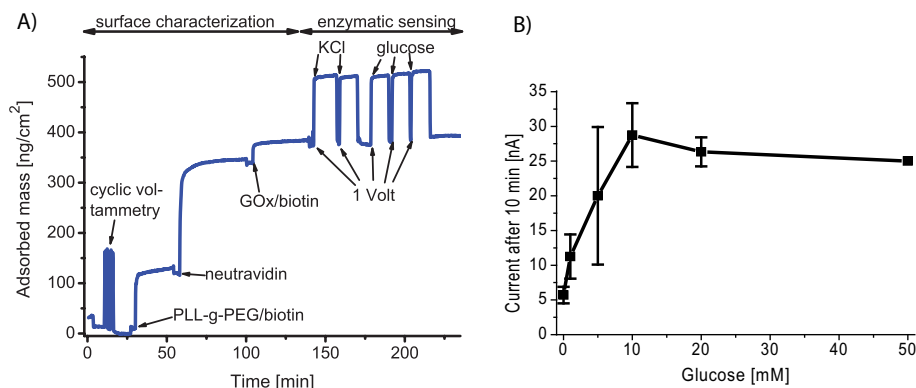 A)
surface characterization
enzymatic sensing
KCl
glucose
500
400
300
200
100
0
Adsorbed mass [ng/cm²]
cyclic vol-
tammetry
GOx/biotin
1 Volt
neutravidin
PLL-g-PEG/biotin
0
50
100
150
200
Time [min]
B)
35
30
25
20
15
10
5
0
Current after 10 min [nA]
0
10
20
30
40
50
Glucose [mM]